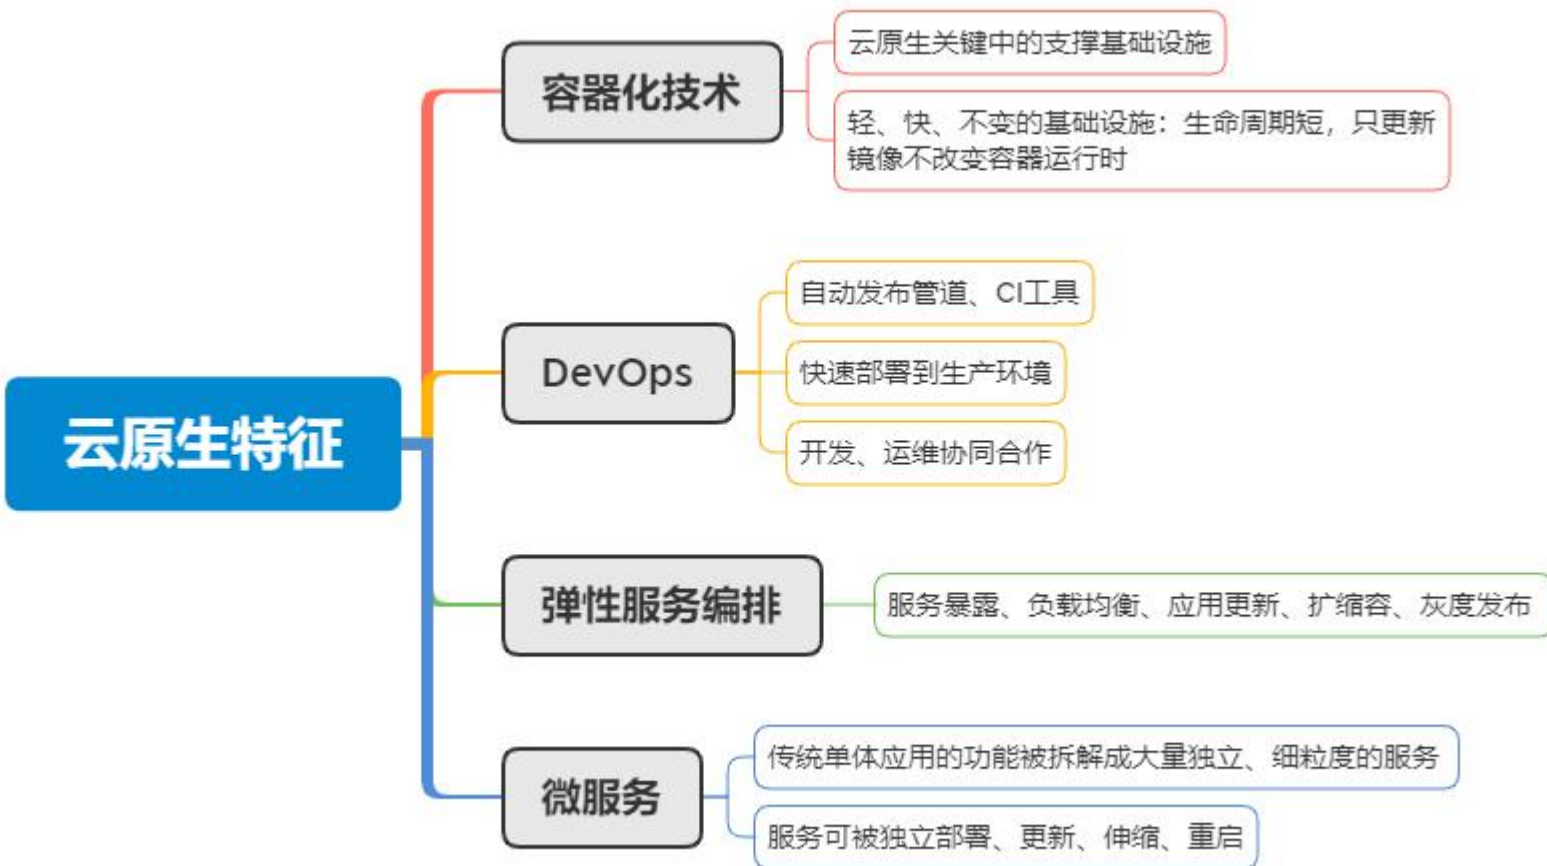 云原生特征
容器化技术
云原生关键中的支撑基础设施
轻、快、不变的基础设施：生命周期短，只更新
镜像不改变容器运行时
DevOps
自动发布管道、CI工具
快速部署到生产环境
开发、运维协同合作
弹性服务编排
服务暴露、负载均衡、应用更新、扩缩容、灰度发布
微服务
传统单体应用的功能被拆解成大量独立、细粒度的服务
服务可被独立部署、更新、伸缩、重启